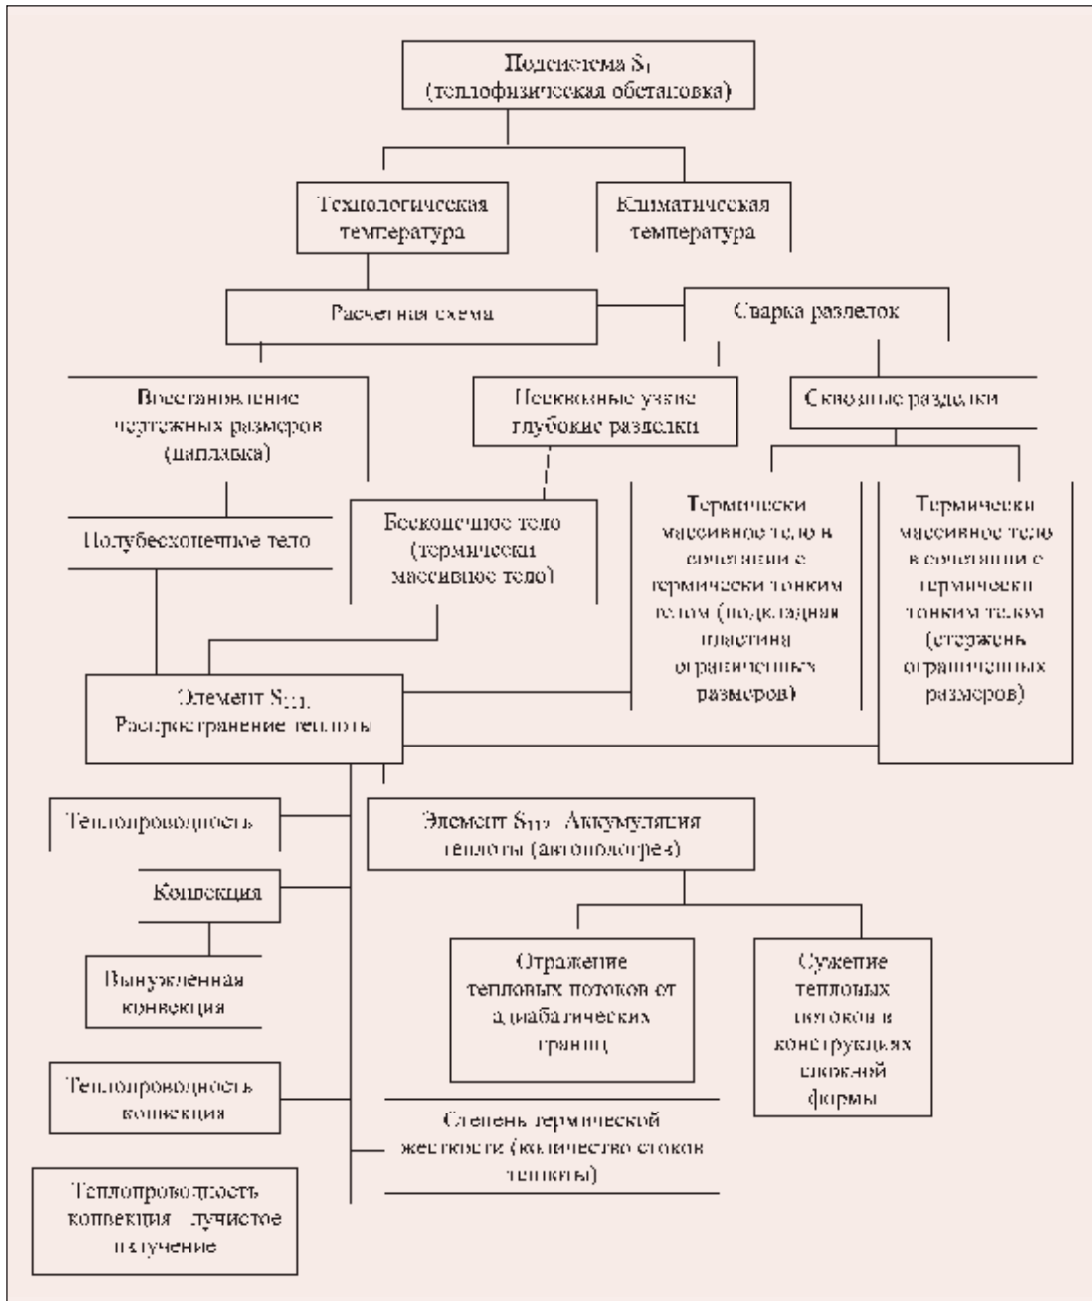 Подсистема S₁
(теплофизическая обстановка)
Технологическая
температура
Климатическая
температура
Расчетная схема
Сварка разделок
Восстановление
чертежных размеров
(наплавка)
Несквозные узкие
глубокие разделки
Сквозные разделки
Полубесконечное тело
Бесконечное тело
(термически
массивное тело)
Термически
массивное тело в
сочетании с
термически тонким
телом (подкладная
пластина
ограниченных
размеров)
Термически
массивное тело
в сочетании с
термически
тонким телом
(стержень
ограниченных
размеров)
Элемент S₁₁₁.
Распространение теплоты
Теплопроводность
Элемент S₁₁₂ Аккумуляция
теплоты (автоподогрев)
Конвекция
Вынужденная
конвекция
Отражение
тепловых потоков от
адиабатических
границ
Сужение
тепловых
потоков в
конструкциях
сложной
формы
Теплопроводность
конвекция
Степень термической
жесткости (количество стоков
теплоты)
Теплопроводность
конвекция лучистое
излучение